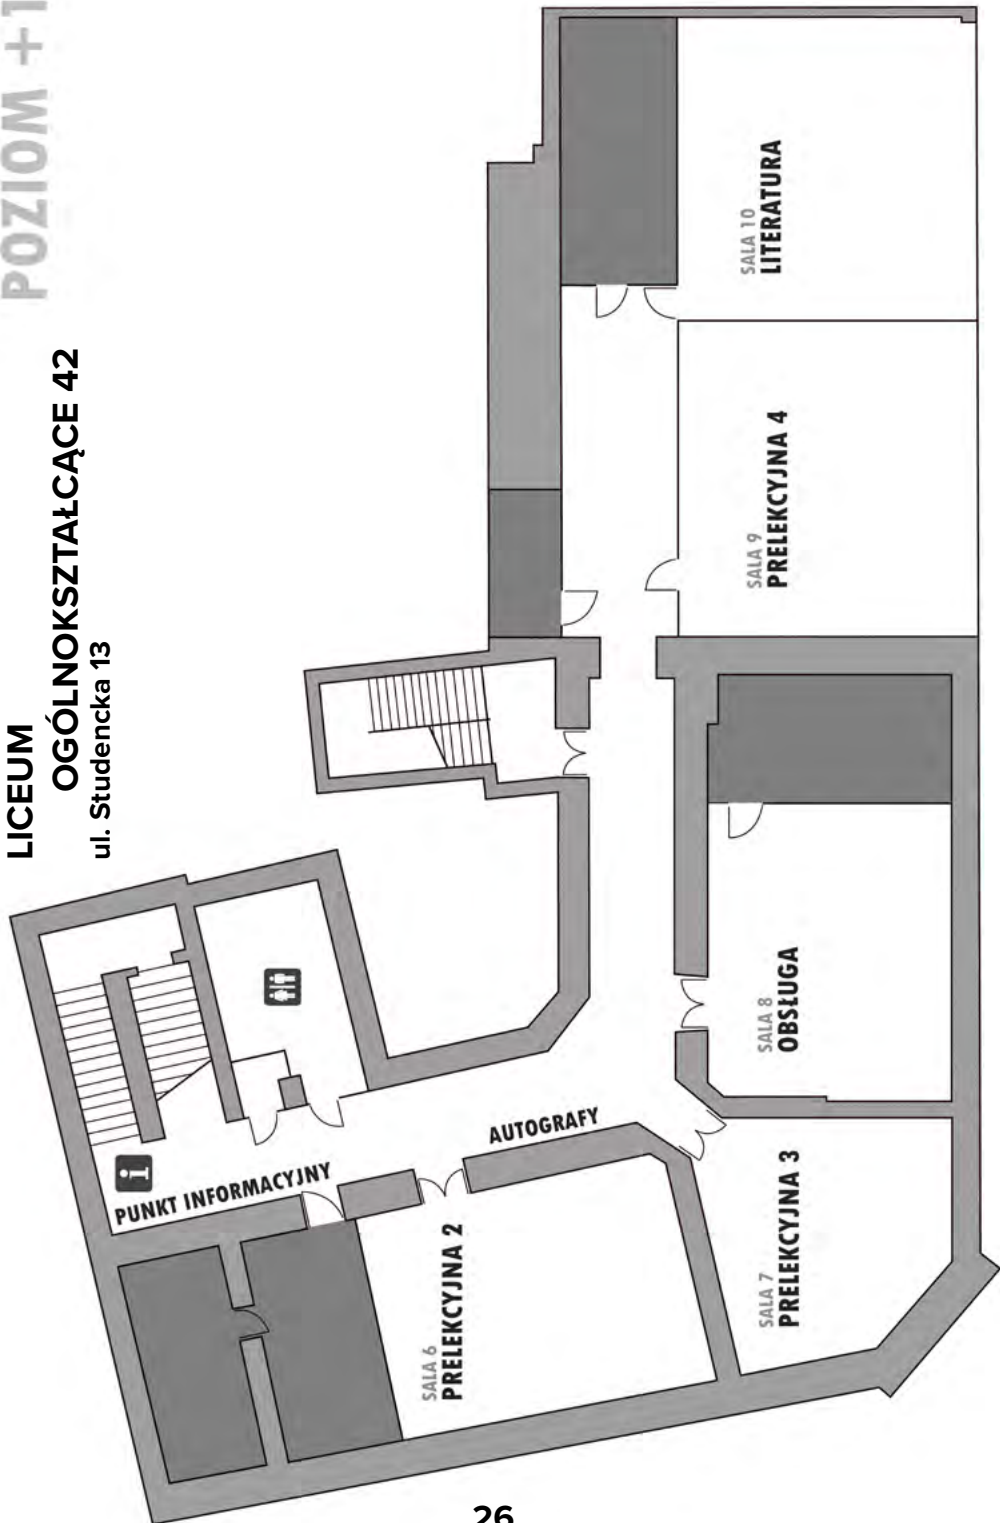 POZIOM +1
LICEUM
OGÓLNOKSZTAŁCĄCE 42
ul. Studencka 13
SALA 10
LITERATURA
SALA 9
PRELEKCYJNA 4
SALA 8
OBSŁUGA
SALA 7
PRELEKCYJNA 3
SALA 6
PRELEKCYJNA 2
AUTOGRAFY
PUNKT INFORMACYJNY
i
26